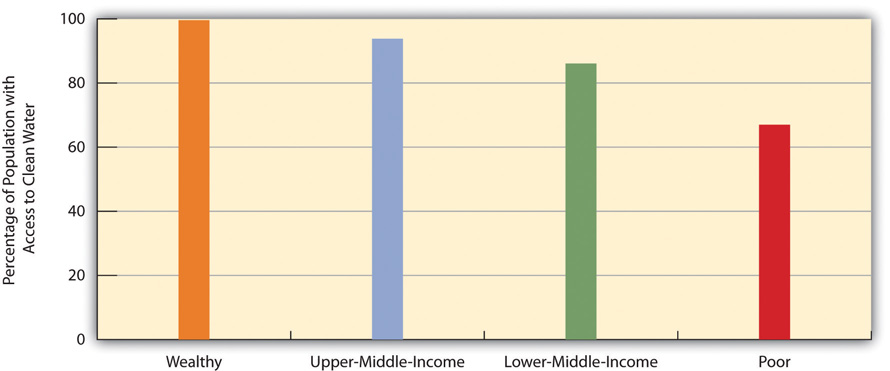 Percentage of Population with
Access to Clean Water
100
80
60
40
20
0
Wealthy
Upper-Middle-Income
Lower-Middle-Income
Poor